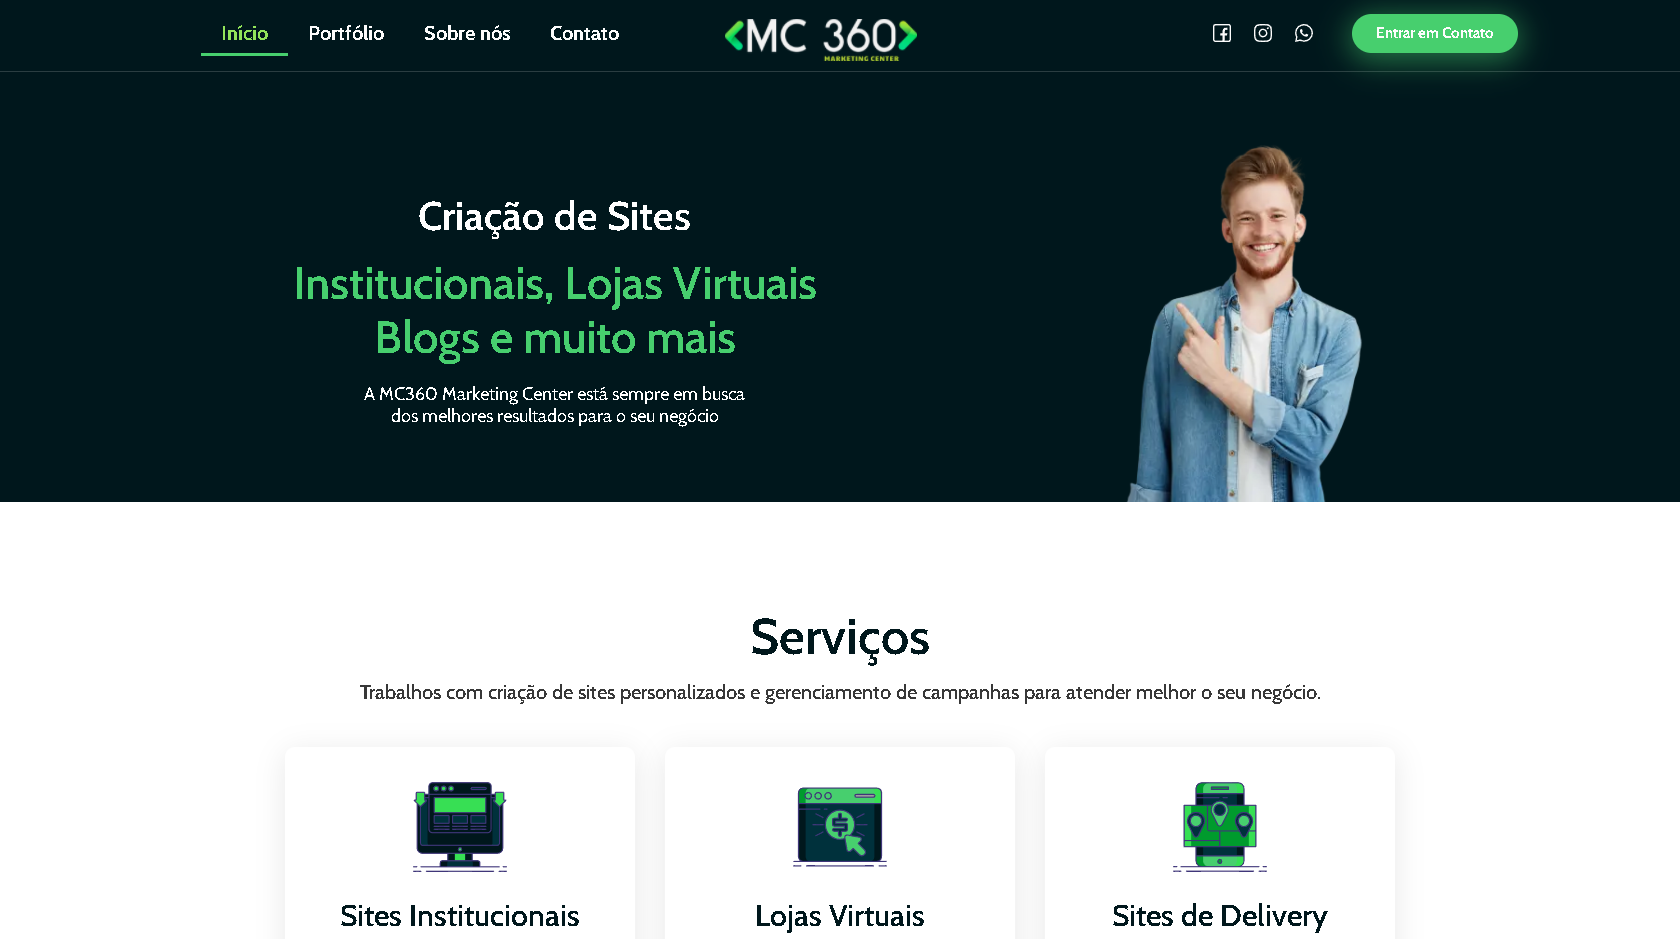 Início
Portfólio
Sobre nós
Contato
MC 360
MARKETING CENTER
Entrar em Contato
Criação de Sites
Institucionais, Lojas Virtuais
Blogs e muito mais
A MC360 Marketing Center está sempre em busca
dos melhores resultados para o seu negócio
Serviços
Trabalhos com criação de sites personalizados e gerenciamento de campanhas para atender melhor o seu negócio.
Sites Institucionais
Lojas Virtuais
Sites de Delivery